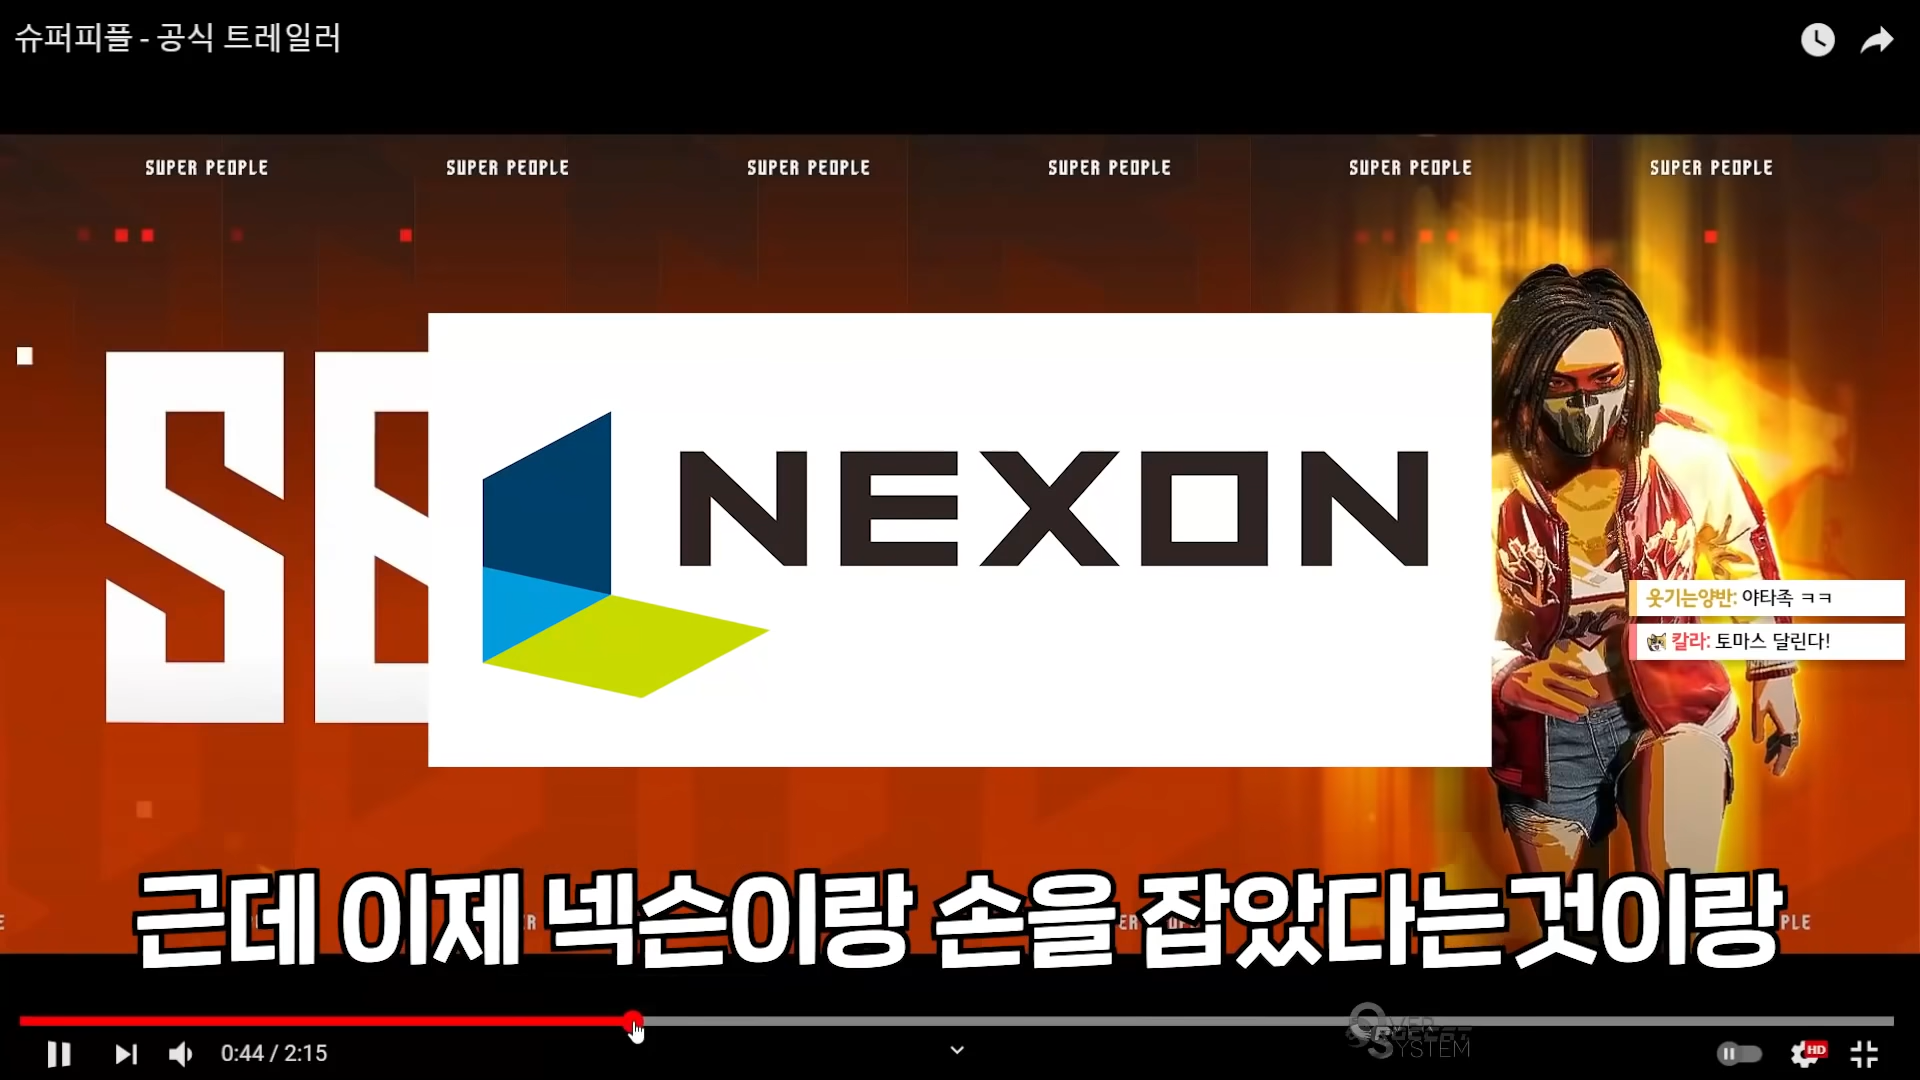 슈퍼피플 - 공식 트레일러
SUPER PEOPLE SUPER PEOPLE SUPER PEOPLE SUPER PEOPLE SUPER PEOPLE SUPER PEOPLE
NEXON
웃기는양반: 야타족 ㅋㅋ
칼라: 토마스 달린다!
근데 이제 넥슨이랑 손을 잡았다는것이랑
0:44 / 2:15
HD